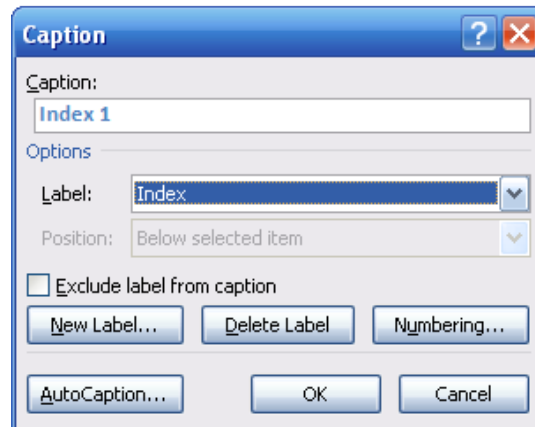 Caption
Caption:
Index 1
Options
Label: Index
Position: Below selected item
Exclude label from caption
New Label... Delete Label Numbering...
AutoCaption... OK Cancel